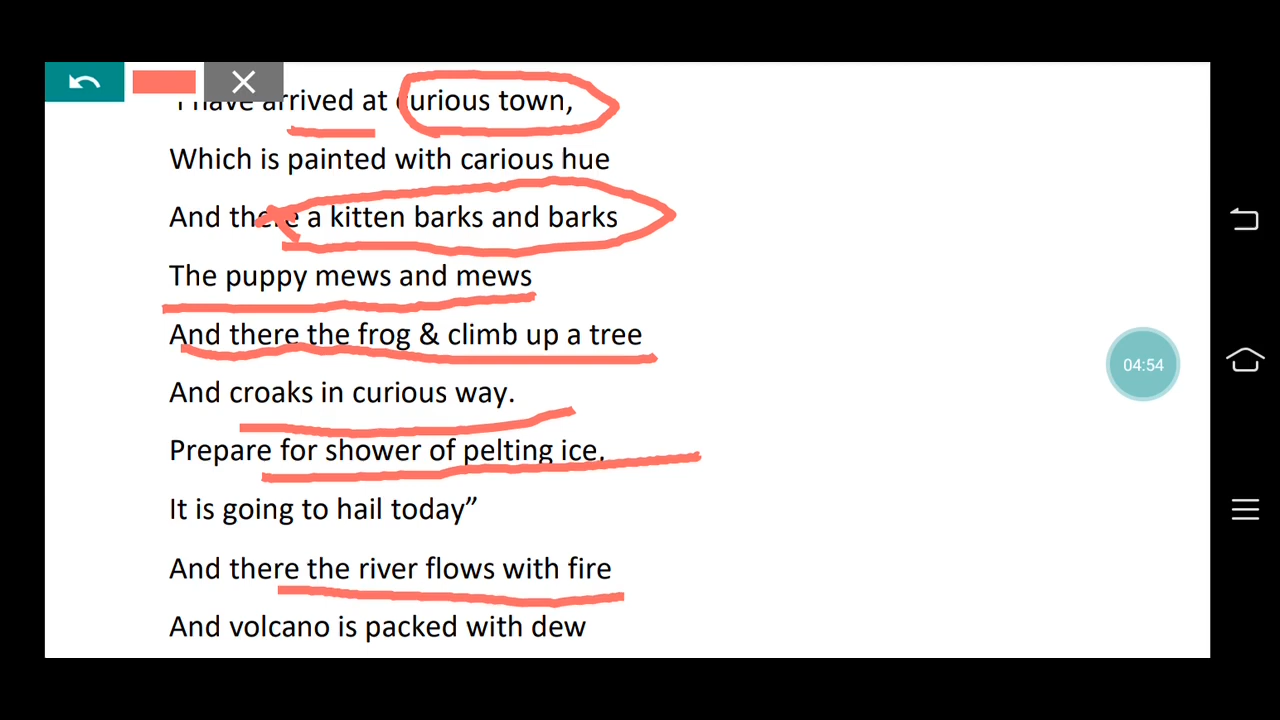 I have arrived at curious town,
Which is painted with carious hue
And there a kitten barks and barks
The puppy mews and mews
And there the frog & climb up a tree
And croaks in curious way.
Prepare for shower of pelting ice,
It is going to hail today”
And there the river flows with fire
And volcano is packed with dew
04:54